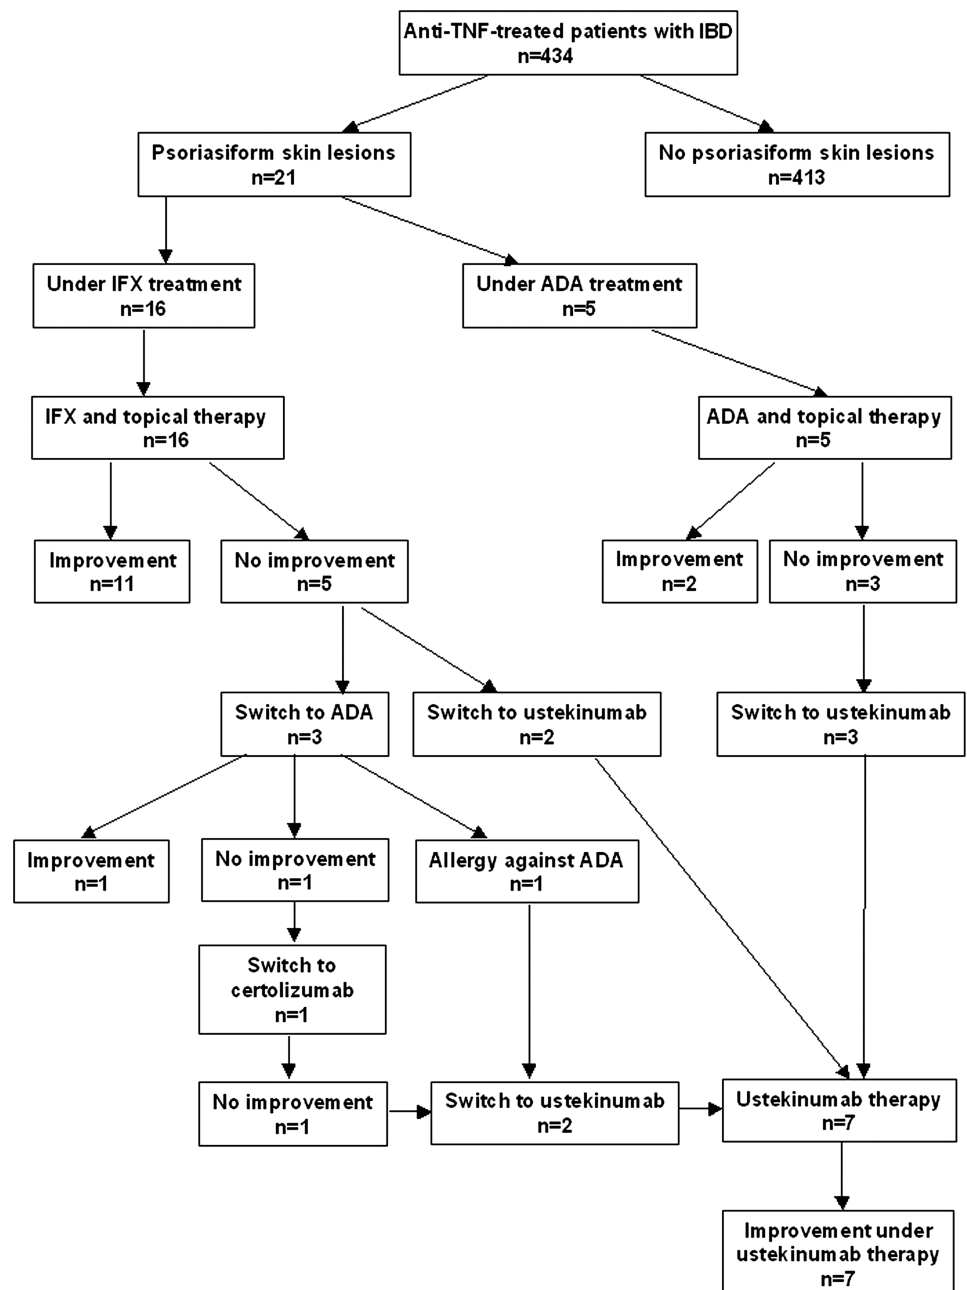 Anti-TNF-treated patients with IBD
n=434
Psoriasiform skin lesions
n=21
No psoriasiform skin lesions
n=413
Under IFX treatment
n=16
Under ADA treatment
n=5
IFX and topical therapy
n=16
ADA and topical therapy
n=5
Improvement
n=11
No improvement
n=5
Improvement
n=2
No improvement
n=3
Switch to ADA
n=3
Switch to ustekinumab
n=2
Switch to ustekinumab
n=3
Improvement
n=1
No improvement
n=1
Allergy against ADA
n=1
Switch to
certolizumab
n=1
No improvement
n=1
Switch to ustekinumab
n=2
Ustekinumab therapy
n=7
Improvement under
ustekinumab therapy
n=7